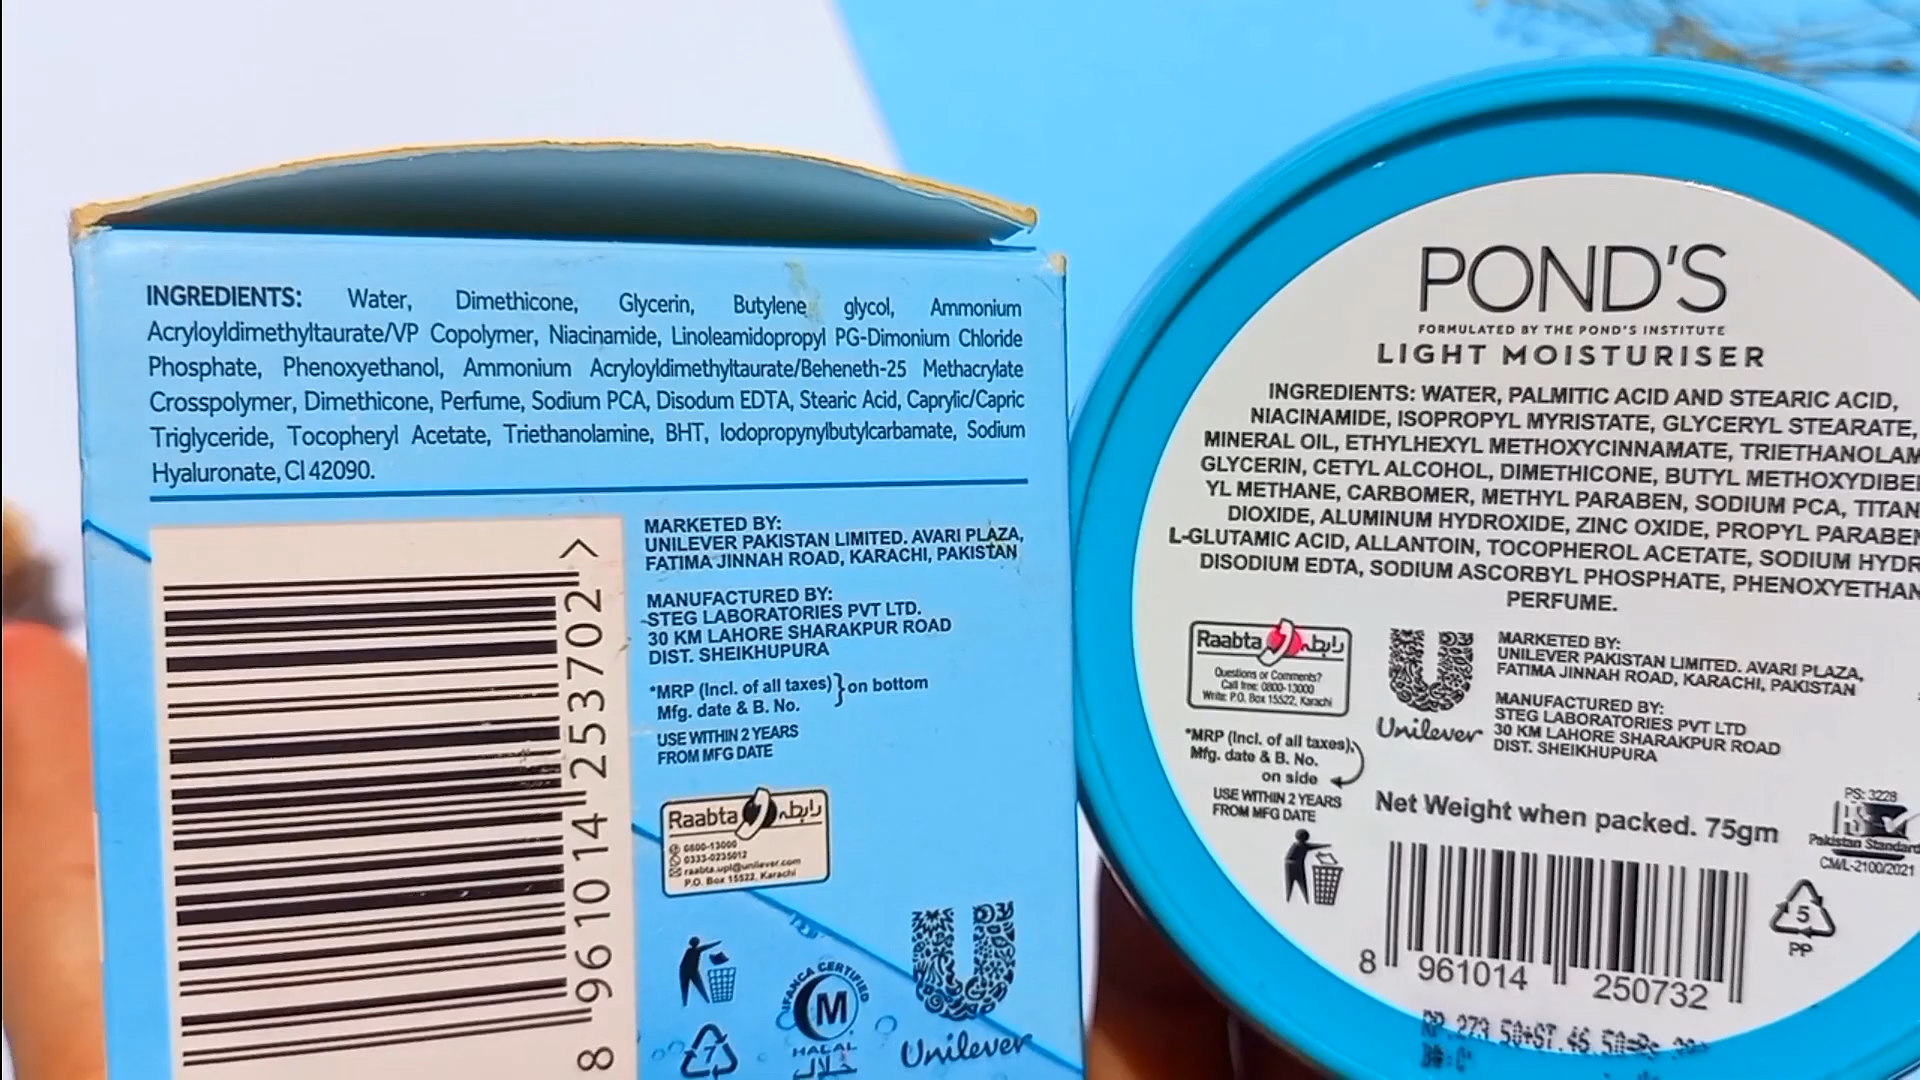 INGREDIENTS: Water, Dimethicone, Glycerin, Butylene glycol, Ammonium
Acryloyldimethyltaurate/VP Copolymer, Niacinamide, Linoleamidopropyl PG-Dimonium Chloride
Phosphate, Phenoxyethanol, Ammonium Acryloyldimethyltaurate/Beheneth-25 Methacrylate
Crosspolymer, Dimethicone, Perfume, Sodium PCA, Disodum EDTA, Stearic Acid, Caprylic/Capric
Triglyceride, Tocopheryl Acetate, Triethanolamine, BHT, Iodopropynylbutylcarbamate, Sodium
Hyaluronate, CI 42090.
8 961014 253702 >
MARKETED BY:
UNILEVER PAKISTAN LIMITED. AVARI PLAZA,
FATIMA JINNAH ROAD, KARACHI, PAKISTAN
MANUFACTURED BY:
STEG LABORATORIES PVT LTD.
30 KM LAHORE SHARAKPUR ROAD
DIST. SHEIKHUPURA
*MRP (Incl. of all taxes)
Mfg. date & B. No.
on bottom
USE WITHIN 2 YEARS
FROM MFG DATE
Raabta رابطہ
0800-13000
0333-0235012
raabta.upl@unilever.com
P.O. Box 15522, Karachi
IFANCA CERTIFIED
M
HALAL
حلال
7
Unilever
POND'S
FORMULATED BY THE POND'S INSTITUTE
LIGHT MOISTURISER
INGREDIENTS: WATER, PALMITIC ACID AND STEARIC ACID,
NIACINAMIDE, ISOPROPYL MYRISTATE, GLYCERYL STEARATE,
MINERAL OIL, ETHYLHEXYL METHOXYCINNAMATE, TRIETHANOLAM
GLYCERIN, CETYL ALCOHOL, DIMETHICONE, BUTYL METHOXYDIBE
YL METHANE, CARBOMER, METHYL PARABEN, SODIUM PCA, TITAN
DIOXIDE, ALUMINUM HYDROXIDE, ZINC OXIDE, PROPYL PARABE
L-GLUTAMIC ACID, ALLANTOIN, TOCOPHEROL ACETATE, SODIUM HYDR
DISODIUM EDTA, SODIUM ASCORBYL PHOSPHATE, PHENOXYETHAN
PERFUME.
Raabta رابطہ
Questions or Comments?
Call free: 0800-13000
Write: P.O. Box 15522, Karachi
Unilever
MARKETED BY:
UNILEVER PAKISTAN LIMITED. AVARI PLAZA,
FATIMA JINNAH ROAD, KARACHI, PAKISTAN
MANUFACTURED BY:
STEG LABORATORIES PVT LTD
30 KM LAHORE SHARAKPUR ROAD
DIST. SHEIKHUPURA
*MRP (Incl. of all taxes),
Mfg. date & B. No.
on side
USE WITHIN 2 YEARS
FROM MFG DATE
Net Weight when packed. 75gm
PS: 3228
Pakistan Standard
CM/L-2100/2021
5
PP
8 961014 250732